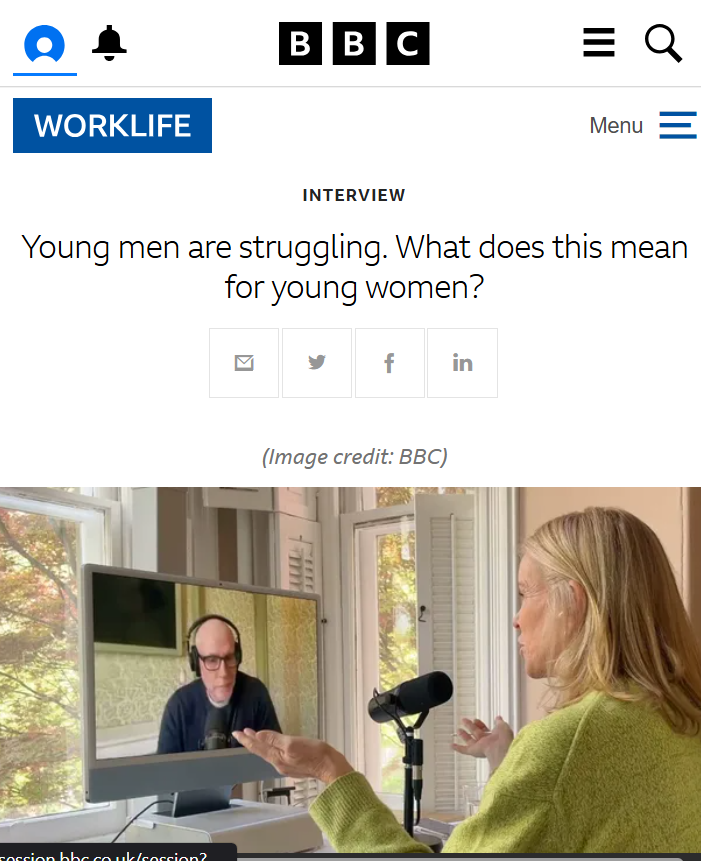 BBC
WORKLIFE
Menu
INTERVIEW
Young men are struggling. What does this mean
for young women?
in
(Image credit: BBC)
session.bbc.co.uk/session?